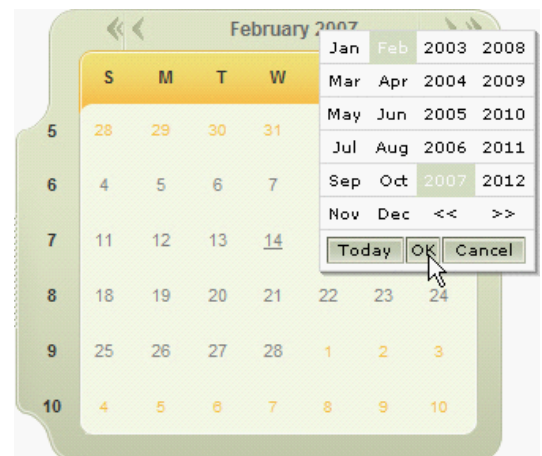 February 2007
S M T W
5 28 29 30 31
6 4 5 6 7
7 11 12 13 14
8 18 19 20 21 22 23 24
9 25 26 27 28 1 2 3
10 4 5 6 7 8 9 10
Jan Feb 2003 2008
Mar Apr 2004 2009
May Jun 2005 2010
Jul Aug 2006 2011
Sep Oct 2007 2012
Nov Dec << >>
Today OK Cancel